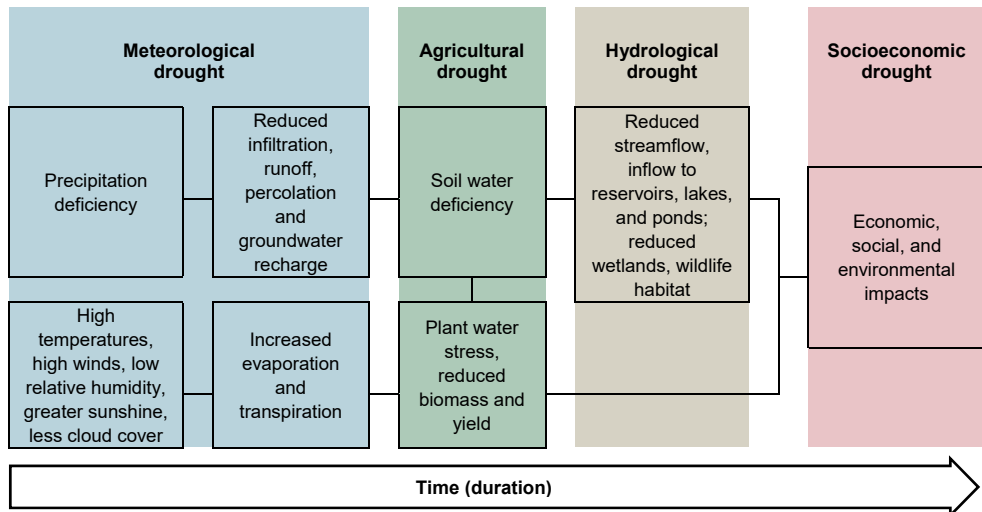 Meteorological
drought
Agricultural
drought
Hydrological
drought
Socioeconomic
drought
Precipitation
deficiency
Reduced
infiltration,
runoff,
percolation
and
groundwater
recharge
Soil water
deficiency
Reduced
streamflow,
inflow to
reservoirs, lakes,
and ponds;
reduced
wetlands, wildlife
habitat
Economic,
social, and
environmental
impacts
High
temperatures,
high winds, low
relative humidity,
greater sunshine,
less cloud cover
Increased
evaporation
and
transpiration
Plant water
stress,
reduced
biomass and
yield
Time (duration)